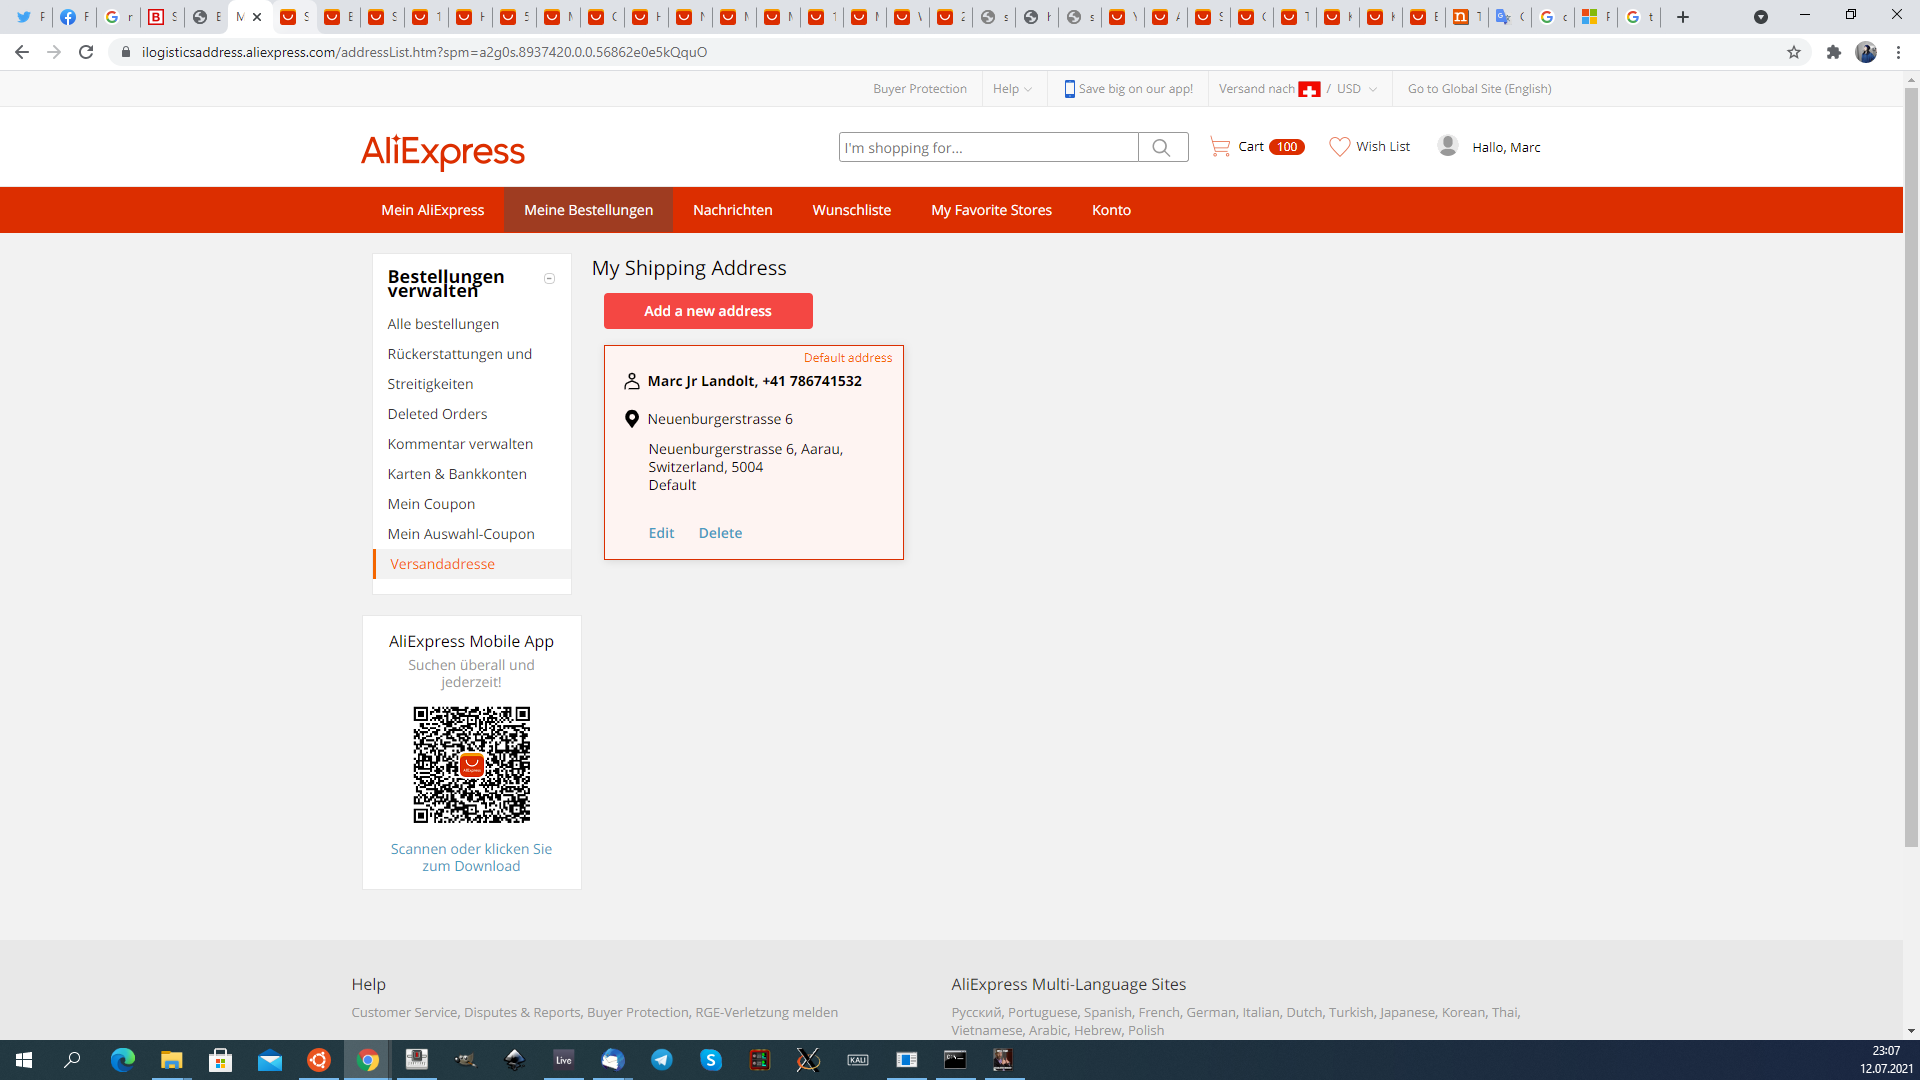 ilogisticsaddress.aliexpress.com/addressList.htm?spm=a2g0s.8937420.0.0.56862e0e5kQquO
Buyer Protection
Help
Save big on our app!
Versand nach / USD
Go to Global Site (English)
AliExpress
I'm shopping for...
Cart 100
Wish List
Hallo, Marc
Mein AliExpress
Meine Bestellungen
Nachrichten
Wunschliste
My Favorite Stores
Konto
Bestellungen
verwalten
Alle bestellungen
Rückerstattungen und
Streitigkeiten
Deleted Orders
Kommentar verwalten
Karten & Bankkonten
Mein Coupon
Mein Auswahl-Coupon
Versandadresse
My Shipping Address
Add a new address
Default address
Marc Jr Landolt, +41 786741532
Neuenburgerstrasse 6
Neuenburgerstrasse 6, Aarau,
Switzerland, 5004
Default
Edit
Delete
AliExpress Mobile App
Suchen überall und
jederzeit!
Scannen oder klicken Sie
zum Download
Help
Customer Service, Disputes & Reports, Buyer Protection, RGE-Verletzung melden
AliExpress Multi-Language Sites
Русский, Portuguese, Spanish, French, German, Italian, Dutch, Turkish, Japanese, Korean, Thai,
Vietnamese, Arabic, Hebrew, Polish
Live
KALI
23:07
12.07.2021